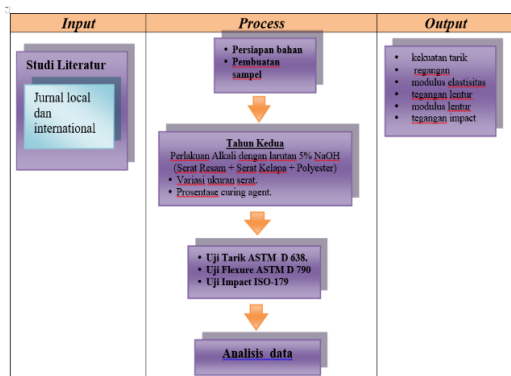 Input
Process
Output
Studi Literatur
Jurnal local
dan
international
• Persiapan bahan
• Pembuatan
sampel
Tahun Kedua
Perlakuan Alkali dengan larutan 5% NaOH
(Serat Resam + Serat Kelapa + Polyester)
• Variasi ukuran serat.
• Prosentase curing agent.
• Uji Tarik ASTM D 638.
• Uji Flexure ASTM D 790
• Uji Impact ISO-179
Analisis data
• kekuatan tarik
• regangan
• modulus elastisitas
• tegangan lentur
• modulus lentur
• tegangan impact